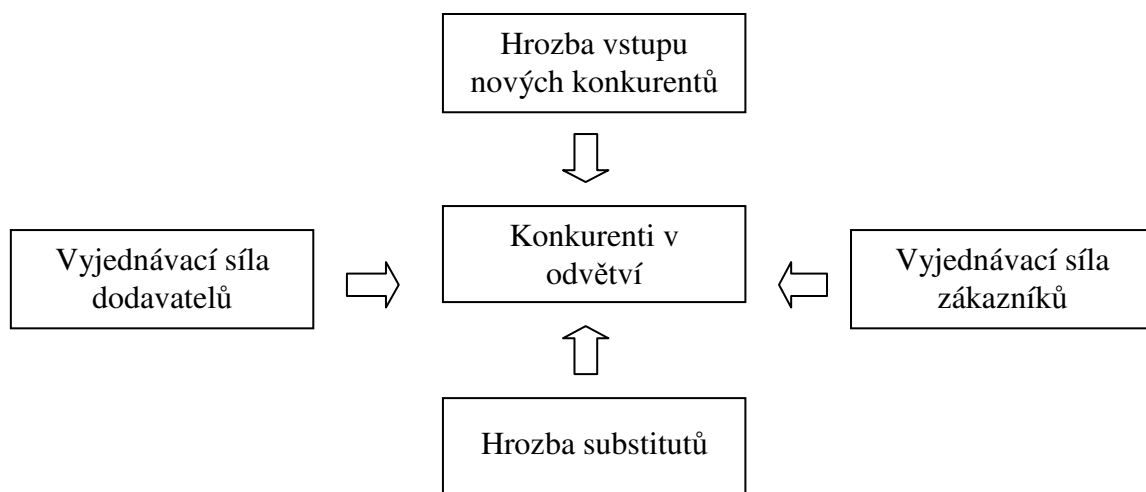 Hrozba vstupu
nových konkurentů
Vyjednávací síla
dodavatelů
Konkurenti v
odvětví
Vyjednávací síla
zákazníků
Hrozba substitutů